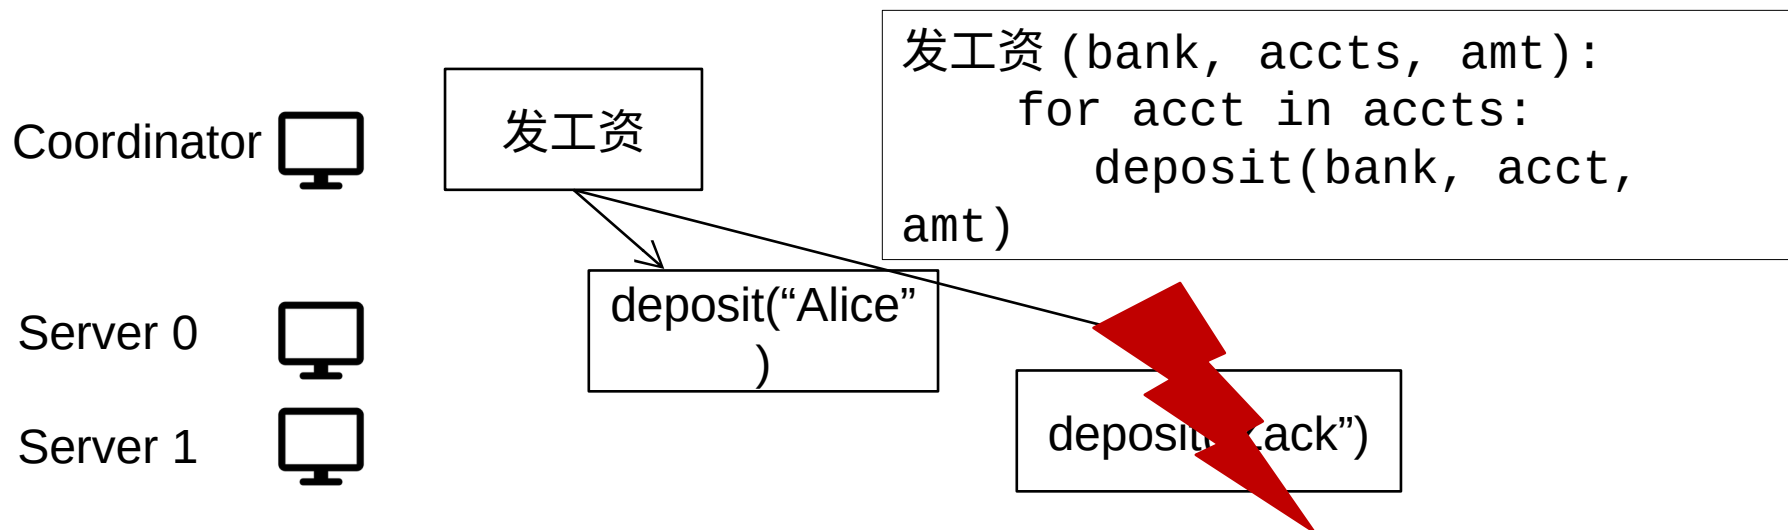 发工资 (bank, accts, amt):
for acct in accts:
deposit(bank, acct,
amt)
发工资
Coordinator
deposit(“Alice”
)
Server 0
Server 1
ack”)